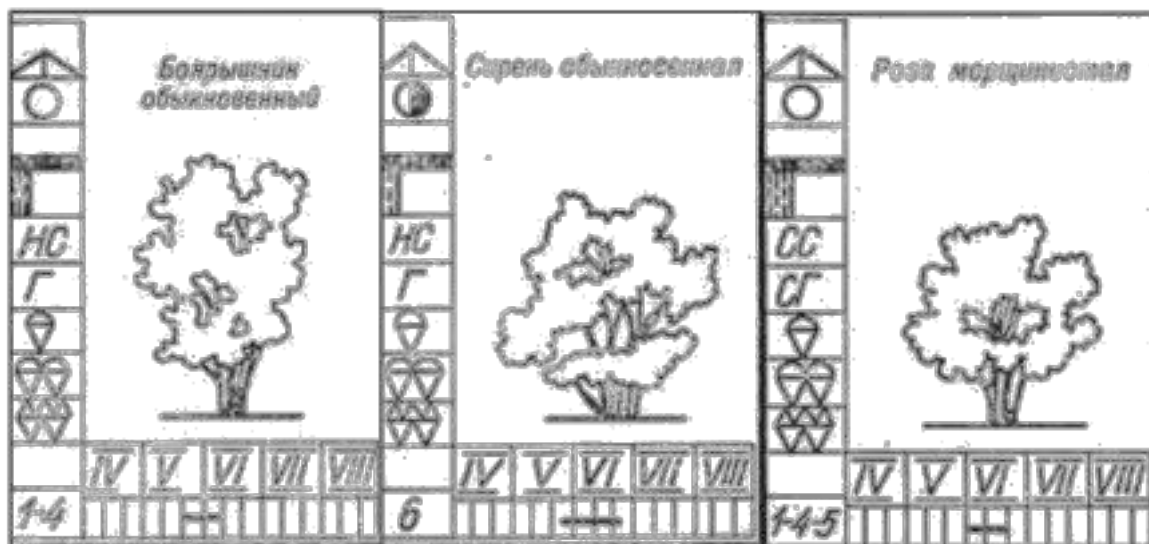 Боярышник
обыкновенный
НС
Г
IV V VI VII VIII
1-4
Сирень обыкновенная
НС
Г
IV V VI VII VIII
6
Роза морщинистая
СС
СГ
IV V VI VII VIII
1-4-5